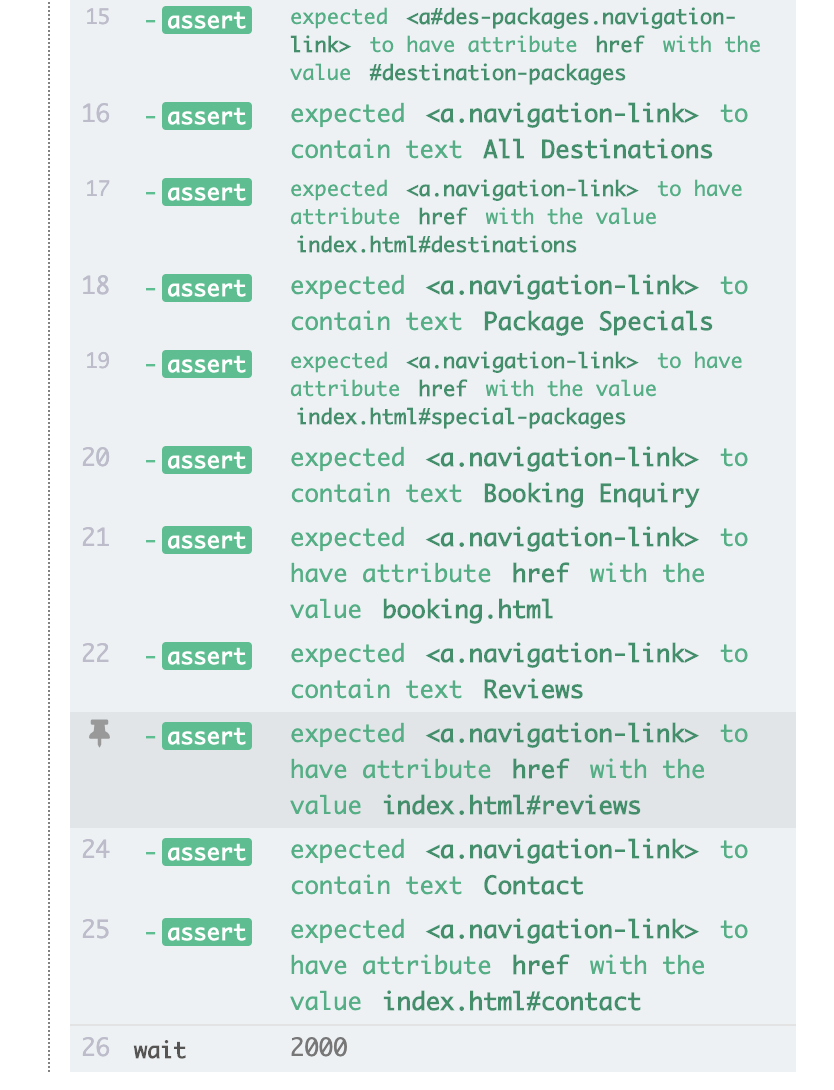 15 -assert expected <a#des-packages.navigation-
link> to have attribute href with the
value #destination-packages
16 -assert expected <a.navigation-link> to
contain text All Destinations
17 -assert expected <a.navigation-link> to have
attribute href with the value
index.html#destinations
18 -assert expected <a.navigation-link> to
contain text Package Specials
19 -assert expected <a.navigation-link> to have
attribute href with the value
index.html#special-packages
20 -assert expected <a.navigation-link> to
contain text Booking Enquiry
21 -assert expected <a.navigation-link> to
have attribute href with the
value booking.html
22 -assert expected <a.navigation-link> to
contain text Reviews
-assert expected <a.navigation-link> to
have attribute href with the
value index.html#reviews
24 -assert expected <a.navigation-link> to
contain text Contact
25 -assert expected <a.navigation-link> to
have attribute href with the
value index.html#contact
26 wait 2000